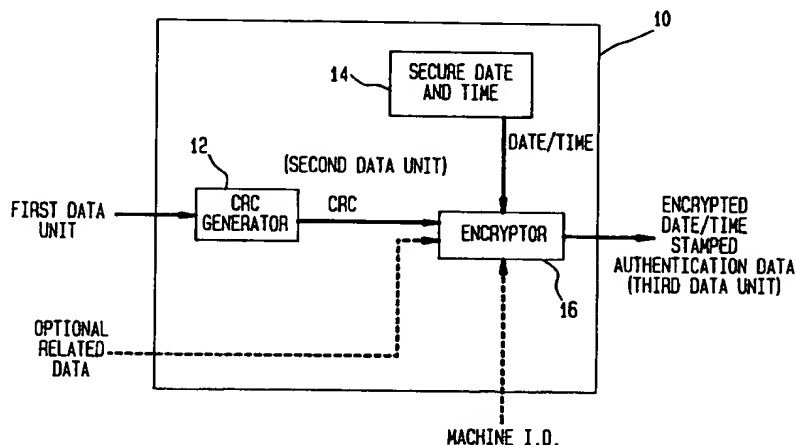 10
14
SECURE DATE
AND TIME
DATE/TIME
12
(SECOND DATA UNIT)
FIRST DATA
UNIT
CRC
GENERATOR
CRC
ENCRYPTOR
16
ENCRYPTED
DATE/TIME
STAMPED
AUTHENTICATION DATA
(THIRD DATA UNIT)
OPTIONAL
RELATED
DATA
MACHINE I.D.